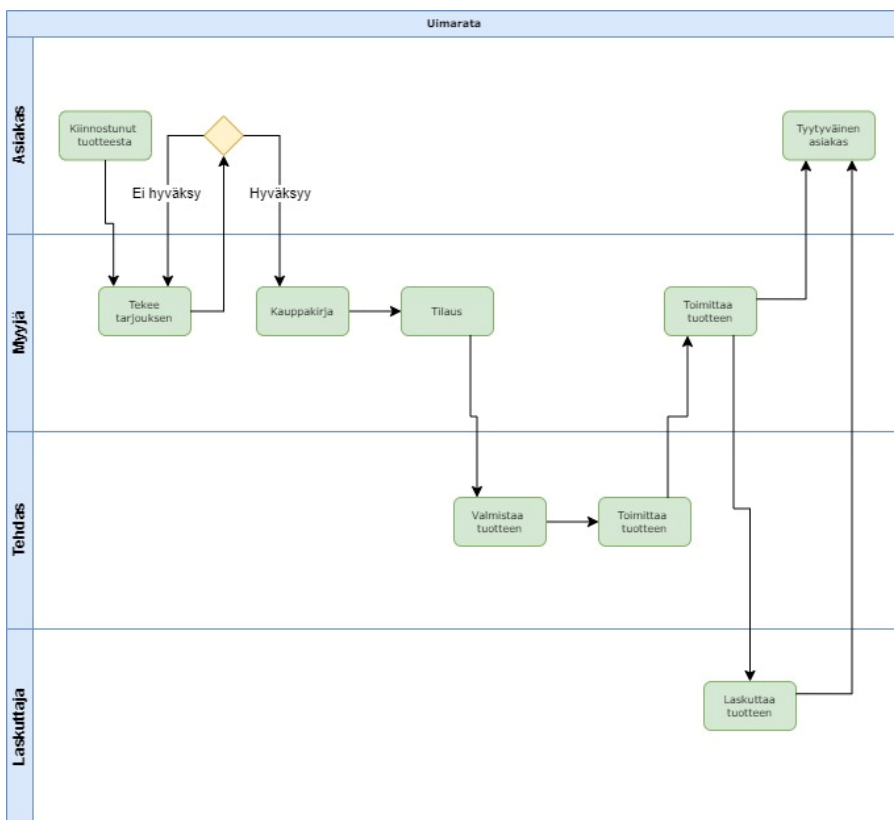 Uimarata
Asiakas
Kiinnostunut
tuotteesta
Ei hyväksy
Hyväksyy
Tyytyväinen
asiakas
Myyjä
Tekee
tarjouksen
Kauppakirja
Tilaus
Toimittaa
tuotteen
Tehdas
Valmistaa
tuotteen
Toimittaa
tuotteen
Laskuttaja
Laskuttaa
tuotteen